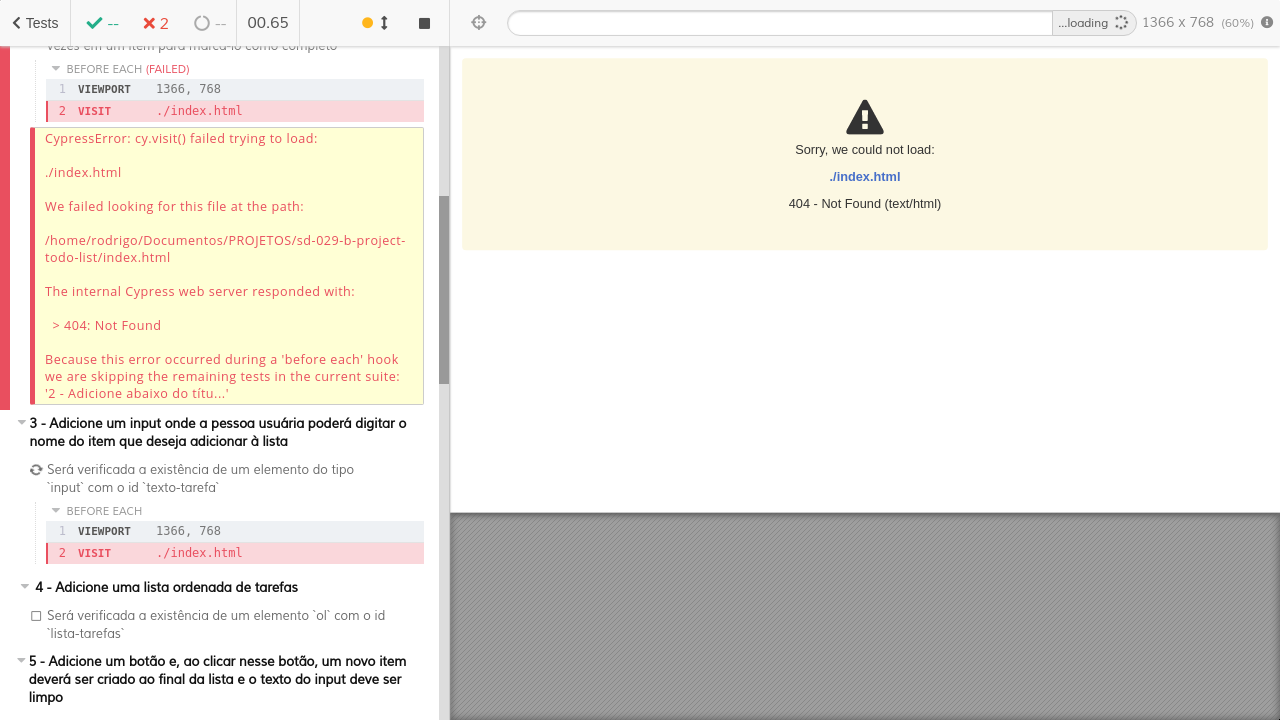 Tests
--
2
--
00.65
...loading
1366 x 768 (60%)
vezes em um item para marcá-lo como completo
BEFORE EACH (FAILED)
1 VIEWPORT 1366, 768
2 VISIT ./index.html
CypressError: cy.visit() failed trying to load:
./index.html
We failed looking for this file at the path:
/home/rodrigo/Documentos/PROJETOS/sd-029-b-project-
todo-list/index.html
The internal Cypress web server responded with:
> 404: Not Found
Because this error occurred during a 'before each' hook
we are skipping the remaining tests in the current suite:
'2 - Adicione abaixo do títu...'
3 - Adicione um input onde a pessoa usuária poderá digitar o
nome do item que deseja adicionar à lista
Será verificada a existência de um elemento do tipo
`input` com o id `texto-tarefa`
BEFORE EACH
1 VIEWPORT 1366, 768
2 VISIT ./index.html
4 - Adicione uma lista ordenada de tarefas
Será verificada a existência de um elemento `ol` com o id
`lista-tarefas`
5 - Adicione um botão e, ao clicar nesse botão, um novo item
deverá ser criado ao final da lista e o texto do input deve ser
limpo
Sorry, we could not load:
./index.html
404 - Not Found (text/html)